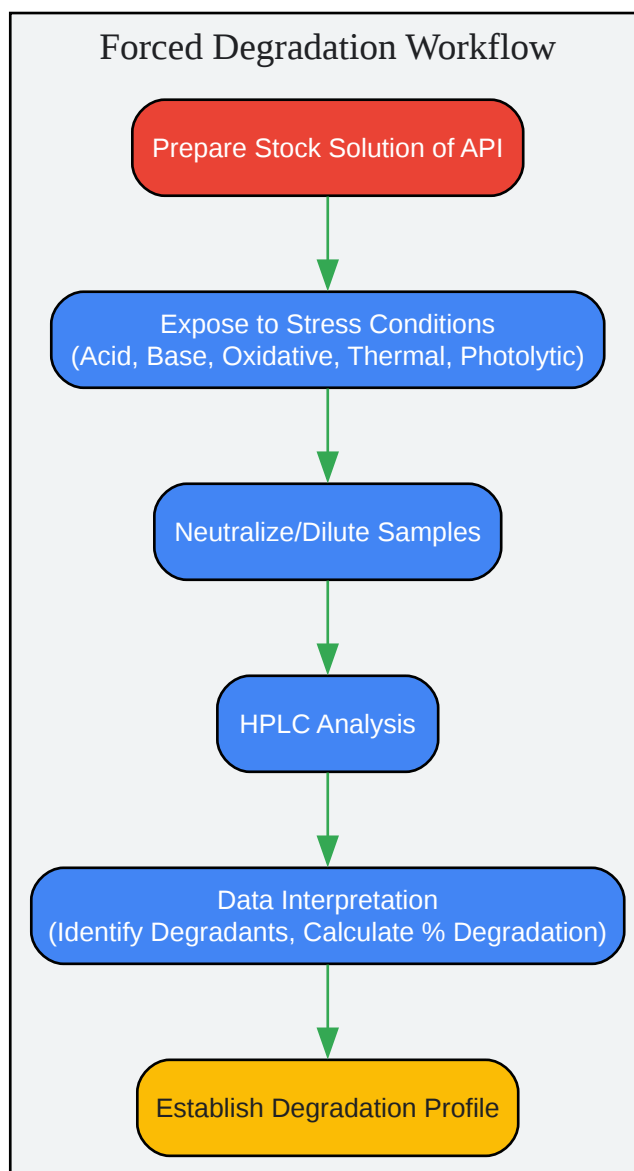 Forced Degradation Workflow
Prepare Stock Solution of API
Expose to Stress Conditions
(Acid, Base, Oxidative, Thermal, Photolytic)
Neutralize/Dilute Samples
HPLC Analysis
Data Interpretation
(Identify Degradants, Calculate % Degradation)
Establish Degradation Profile